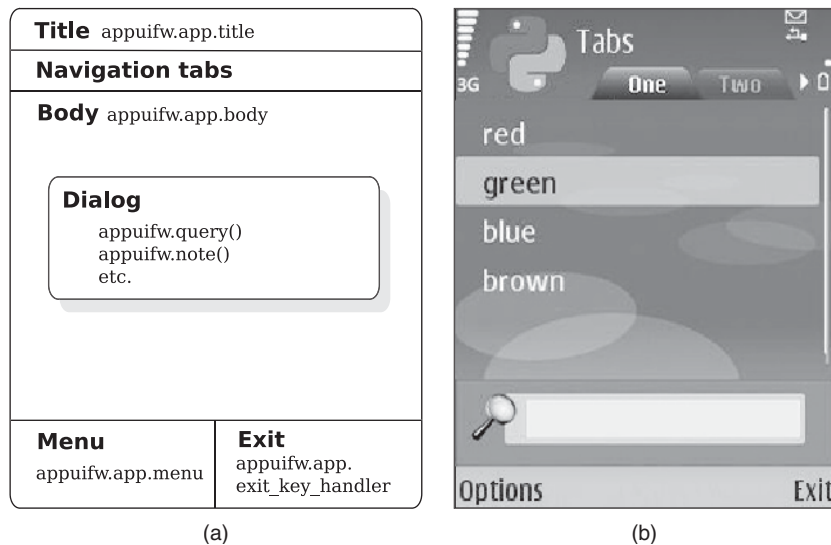 Title appuifw.app.title
Navigation tabs
Body appuifw.app.body
Dialog
appuifw.query()
appuifw.note()
etc.
Menu
appuifw.app.menu
Exit
appuifw.app.
exit_key_handler
(a)
Tabs
3G
One Two
red
green
blue
brown
Options Exit
(b)